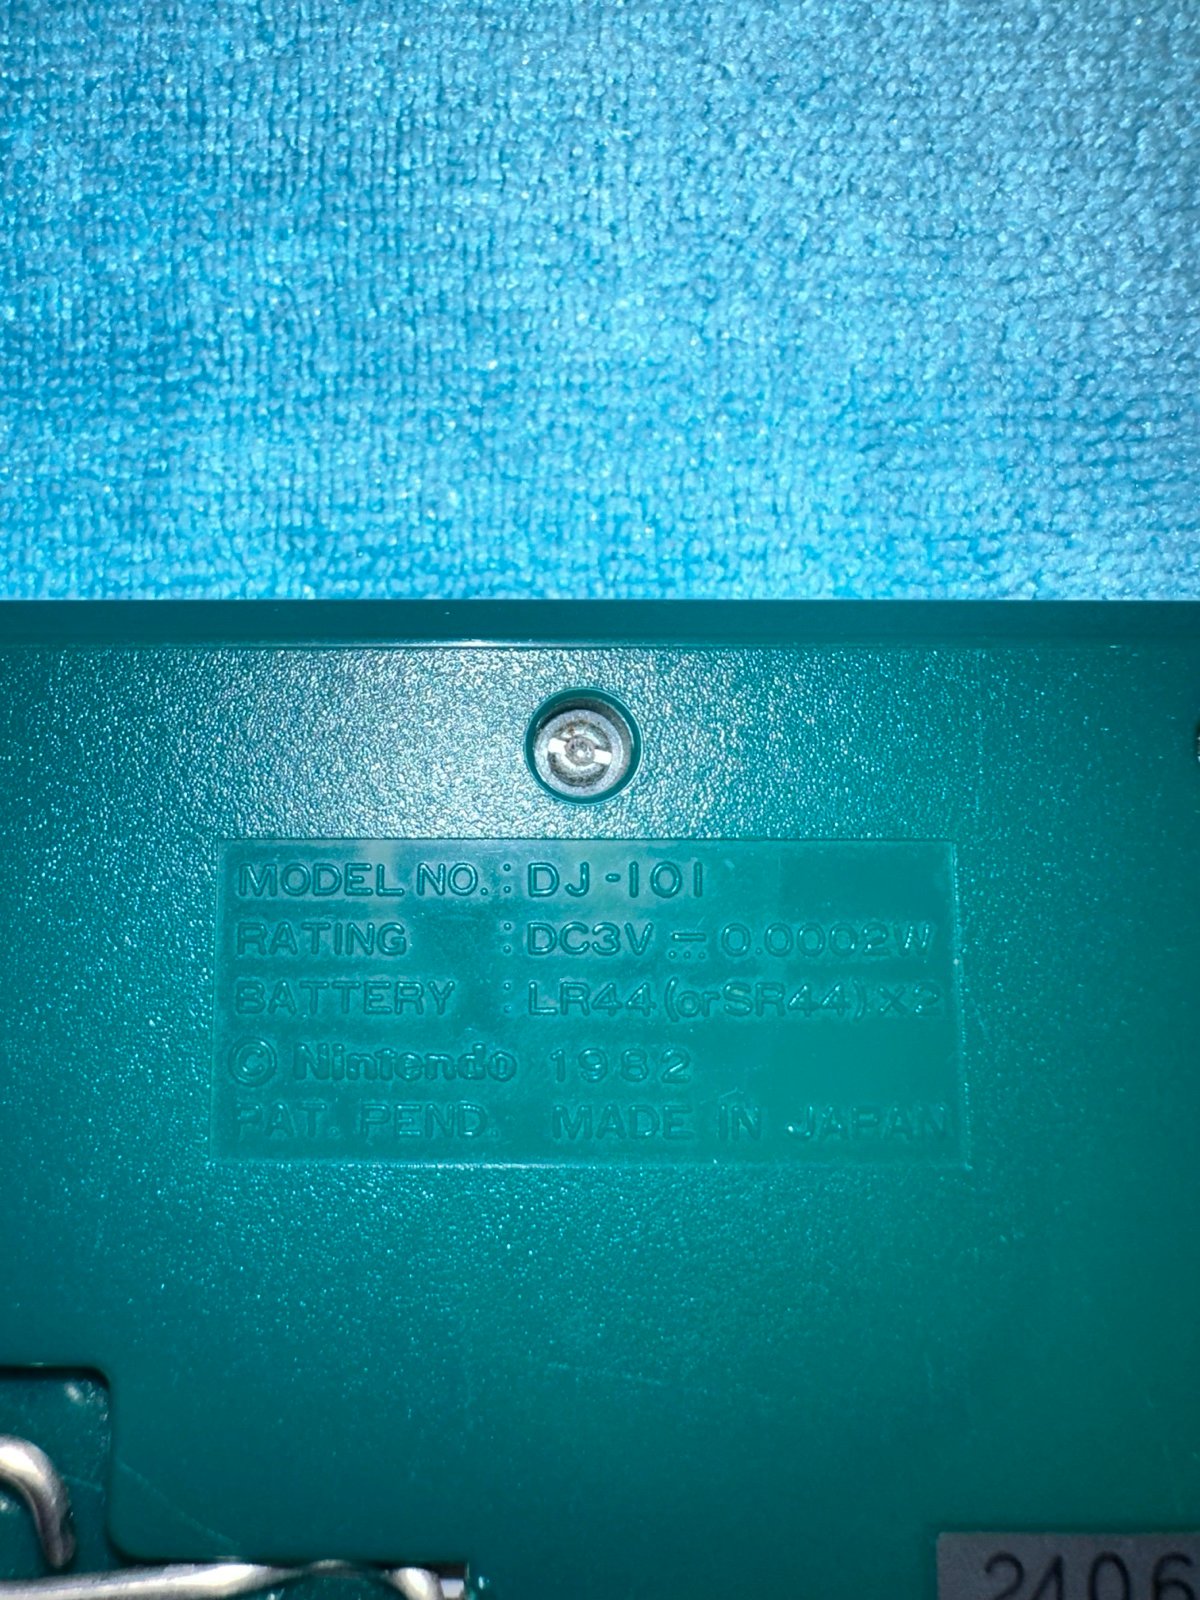 MODEL NO. : DJ-101
RATING : DC3V ⎓ 0.0002W
BATTERY : LR44 (or SR44) X2
© Nintendo 1982
PAT. PEND. MADE IN JAPAN
2406